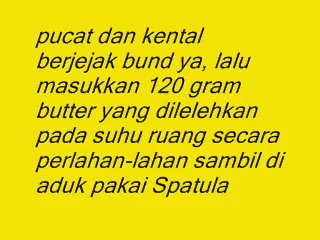 pucat dan kental
berjejak bund ya, lalu
masukkan 120 gram
butter yang dilelehkan
pada suhu ruang secara
perlahan-lahan sambil di
aduk pakai Spatula